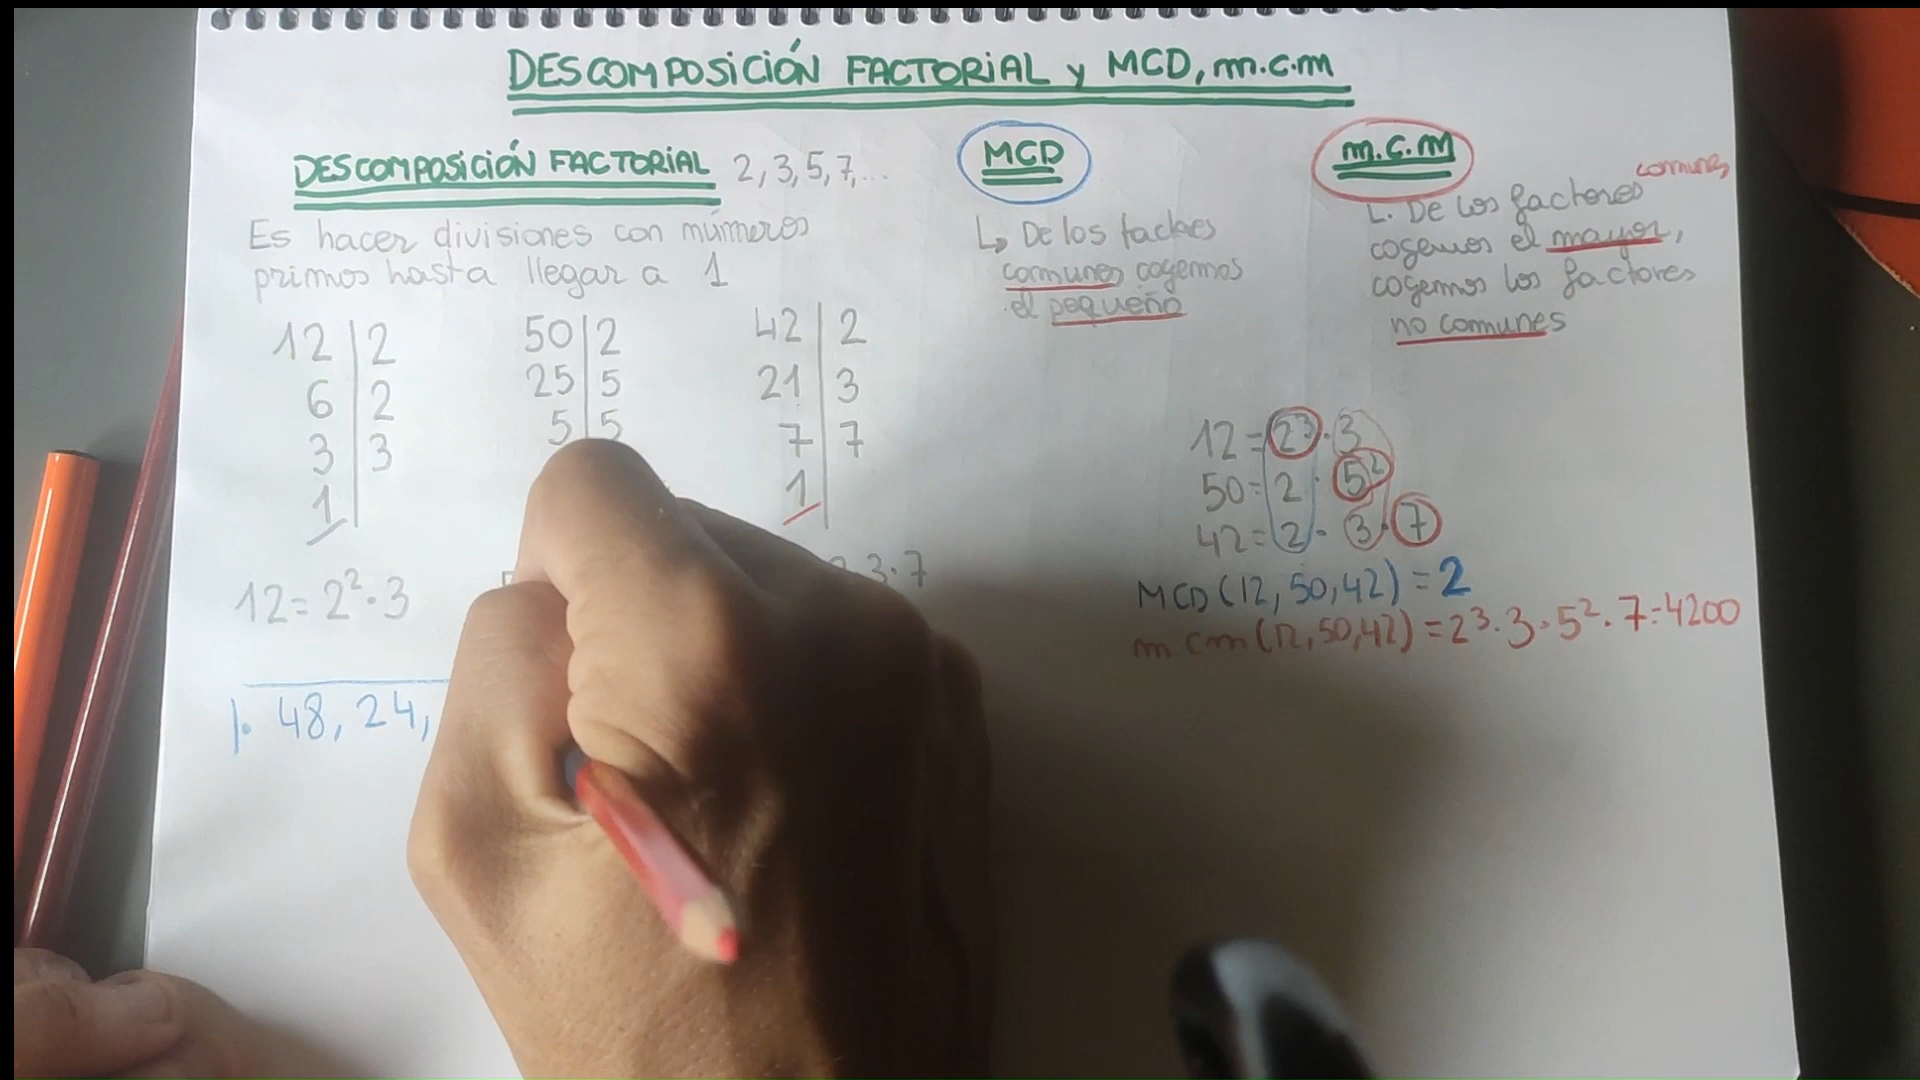 DESCOMPOSICIÓN FACTORIAL y MCD, m.c.m
DESCOMPOSICIÓN FACTORIAL 2, 3, 5, 7, ...
Es hacer divisiones con números
primos hasta llegar a 1
12 | 2
6 | 2
3 | 3
1
12 = 2² · 3
50 | 2
25 | 5
5 | 5
42 | 2
21 | 3
7 | 7
1
3 · 7
MCD
↳ De los factores
comunes cogemos
el pequeño
m.c.m
comunes
L. De los factores
cogemos el mayor,
cogemos los factores
no comunes
12 = 2³ · 3
50 = 2 · 5²
42 = 2 · 3 · 7
MCD (12, 50, 42) = 2
m cm (12, 50, 42) = 2³ · 3 · 5² · 7 = 4200
1. 48, 24,